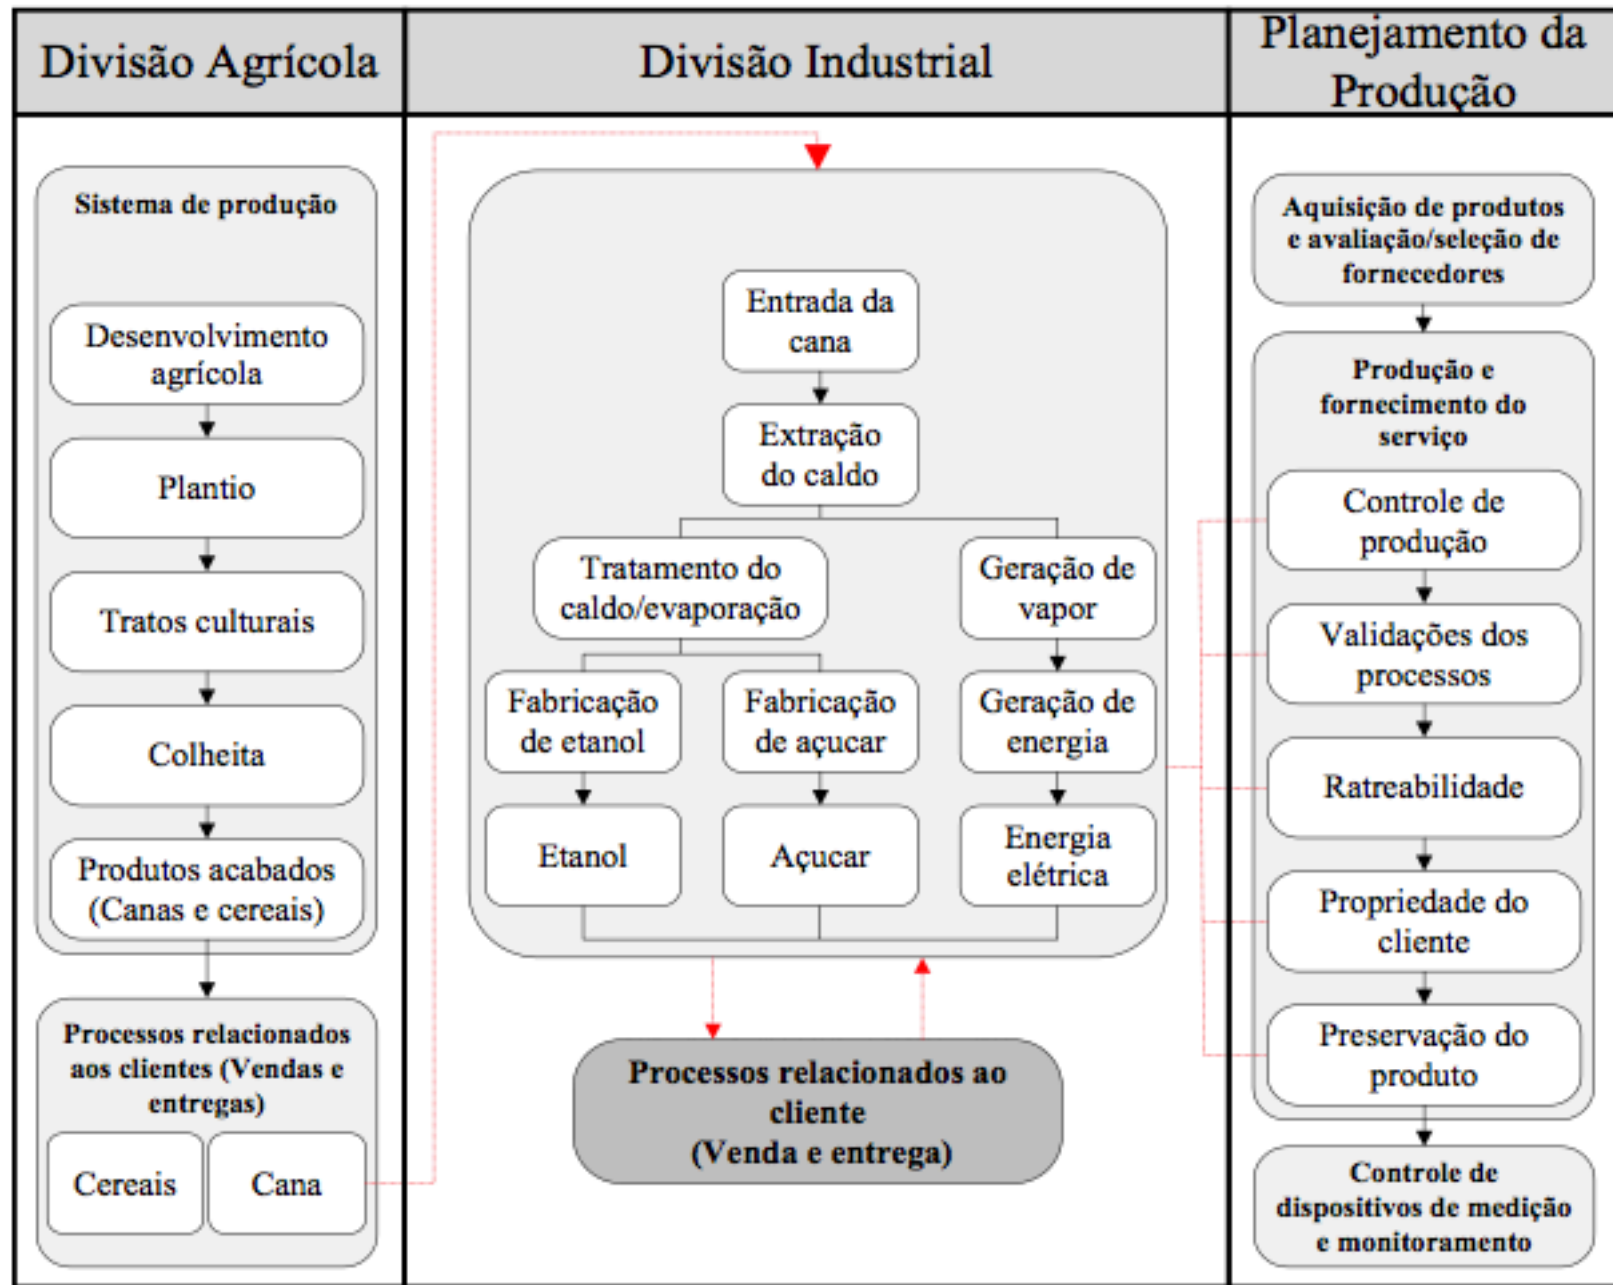 Divisão Agrícola
Divisão Industrial
Planejamento da
Produção
Sistema de produção
Desenvolvimento
agrícola
Plantio
Tratos culturais
Colheita
Produtos acabados
(Canas e cereais)
Processos relacionados
aos clientes (Vendas e
entregas)
Cereais
Cana
Entrada da
cana
Extração
do caldo
Tratamento do
caldo/evaporação
Geração de
vapor
Fabricação
de etanol
Fabricação
de açucar
Geração de
energia
Etanol
Açucar
Energia
elétrica
Processos relacionados ao
cliente
(Venda e entrega)
Aquisição de produtos
e avaliação/seleção de
fornecedores
Produção e
fornecimento do
serviço
Controle de
produção
Validações dos
processos
Ratreabilidade
Propriedade do
cliente
Preservação do
produto
Controle de
dispositivos de medição
e monitoramento